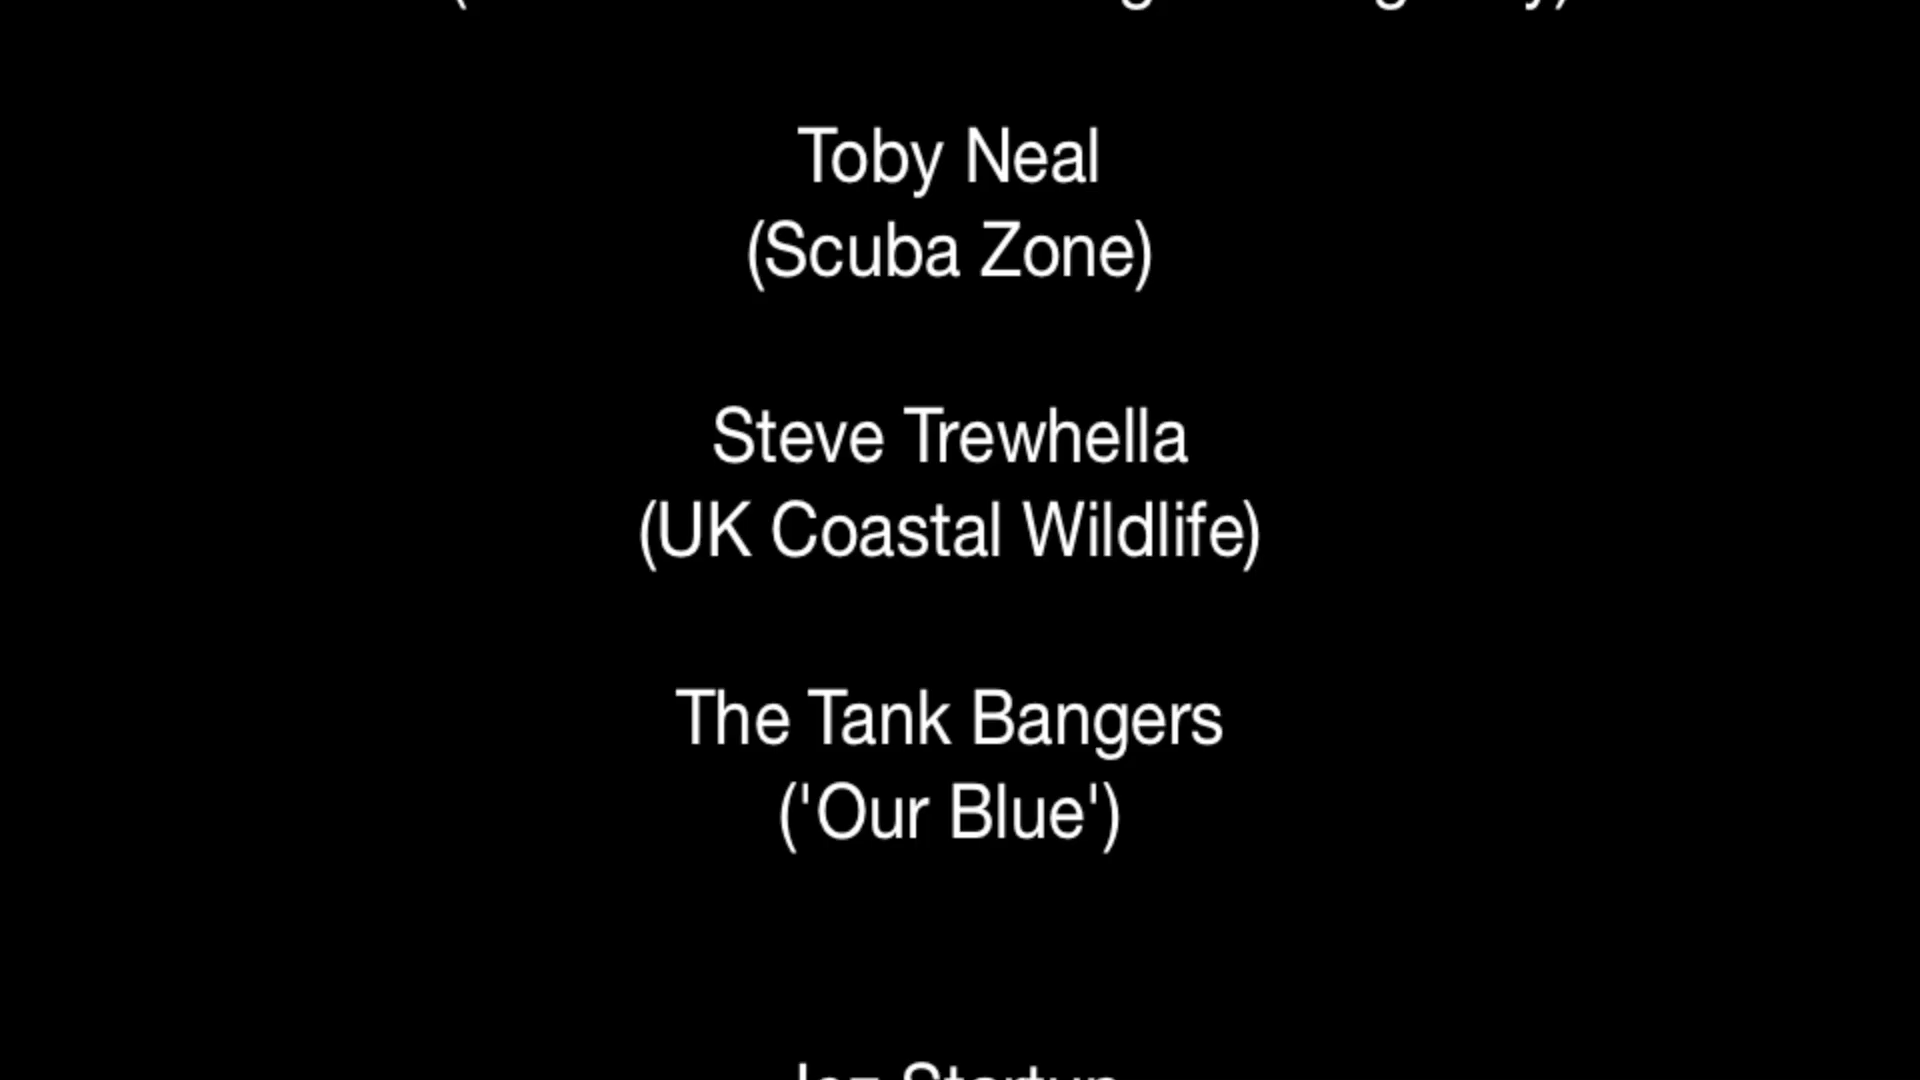 Toby Neal
(Scuba Zone)
Steve Trewhella
(UK Coastal Wildlife)
The Tank Bangers
('Our Blue')